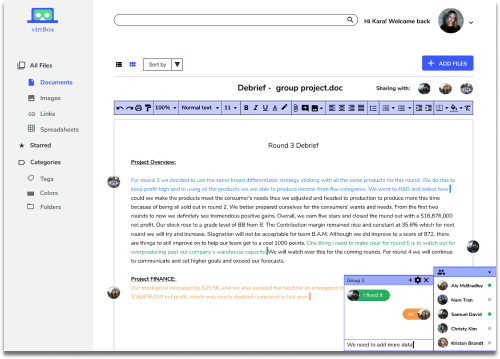 virtBox
Hi Kara! Welcome back
All Files
Documents
Images
Links
Spreadsheets
Starred
Categories
Tags
Colors
Folders
Sort by
ADD FILES
Debrief - group project.doc
Sharing with:
100%
Normal text
11
B I U A
Round 3 Debrief
Project Overview:
For round 3 we decided to use the same broad differentiator strategy sticking with all the same products for this round. We do this to
keep profit high and in using all the products we are able to produce income from five categories. We went to R&D and asked how
could we make the products meet the consumer's needs thus we adjusted and headed to production to produce more this time
because of being all sold out in round 2. We better prepared ourselves for the consumers' wants and needs. From the first two
rounds to now we definitely see tremendous positive gains. Overall, we earn five stars and closed the round out with a $16,876,000
net profit. Our stock rose to a grade level of BB from B. The Contribution margin remained nice and constant at 35.6% which for next
round we will try and increase. Stagnation will not be acceptable for team B.A.M. Although we did improve to a score of 872, there
are things to still improve on to help our team get to a cool 1000 points. One thing I need to make clear for round 5 is to watch out for
overproducing past our company's warehouse capacity. We will watch over this for the coming rounds. For round 4 we will continue
to communicate and set higher goals and exceed our forecasts.
Project FINANCE:
Our stock price increased by $25.56, and we also avoided the need for an emergency
$16,876,000 net profit, which was nearly doubled compared to last year.
Group 3
I fixed it
ok
We need to add more data
Aly McBradley
Nam Tran
Samuel David
Christy Kim
Kristen Brandt